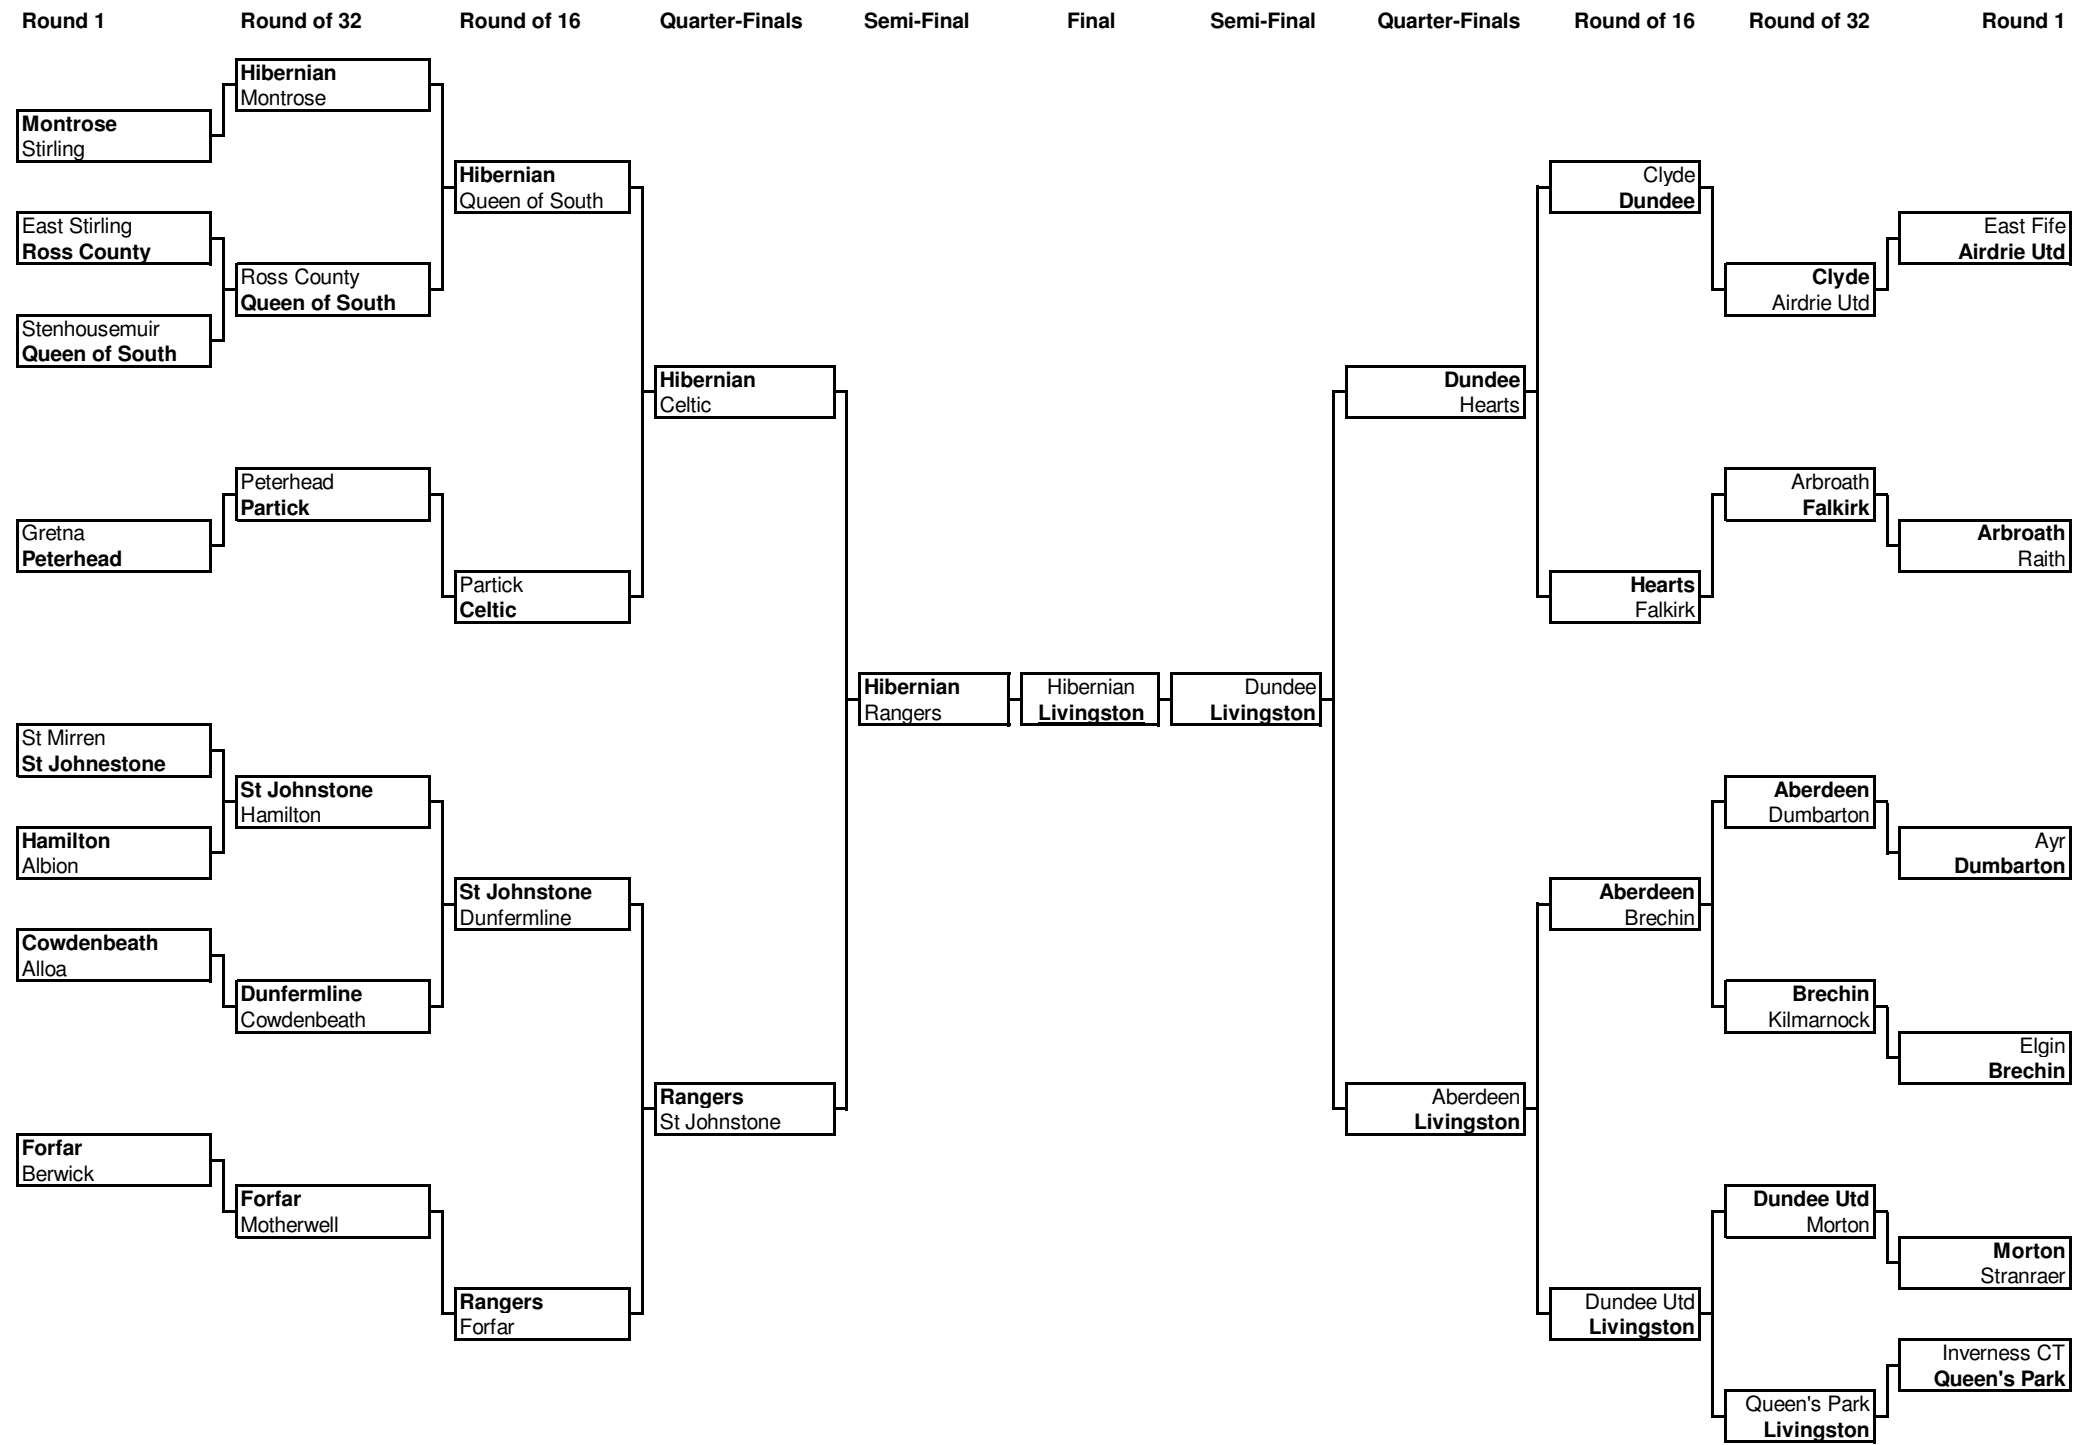 Round 1
Round of 32
Round of 16
Quarter-Finals
Semi-Final
Final
Semi-Final
Quarter-Finals
Round of 16
Round of 32
Round 1
Montrose
Stirling
East Stirling
Ross County
Stenhousemuir
Queen of South
Gretna
Peterhead
St Mirren
St Johnestone
Hamilton
Albion
Cowdenbeath
Alloa
Forfar
Berwick
Hibernian
Montrose
Ross County
Queen of South
Peterhead
Partick
St Johnstone
Hamilton
Dunfermline
Cowdenbeath
Forfar
Motherwell
Hibernian
Queen of South
Partick
Celtic
St Johnstone
Dunfermline
Rangers
Forfar
Hibernian
Celtic
Rangers
St Johnstone
Hibernian
Rangers
Hibernian
Livingston
Dundee
Livingston
Dundee
Hearts
Aberdeen
Livingston
Clyde
Dundee
Hearts
Falkirk
Aberdeen
Brechin
Dundee Utd
Livingston
Clyde
Airdrie Utd
Arbroath
Falkirk
Aberdeen
Dumbarton
Brechin
Kilmarnock
Dundee Utd
Morton
Queen's Park
Livingston
East Fife
Airdrie Utd
Arbroath
Raith
Ayr
Dumbarton
Elgin
Brechin
Morton
Stranraer
Inverness CT
Queen's Park